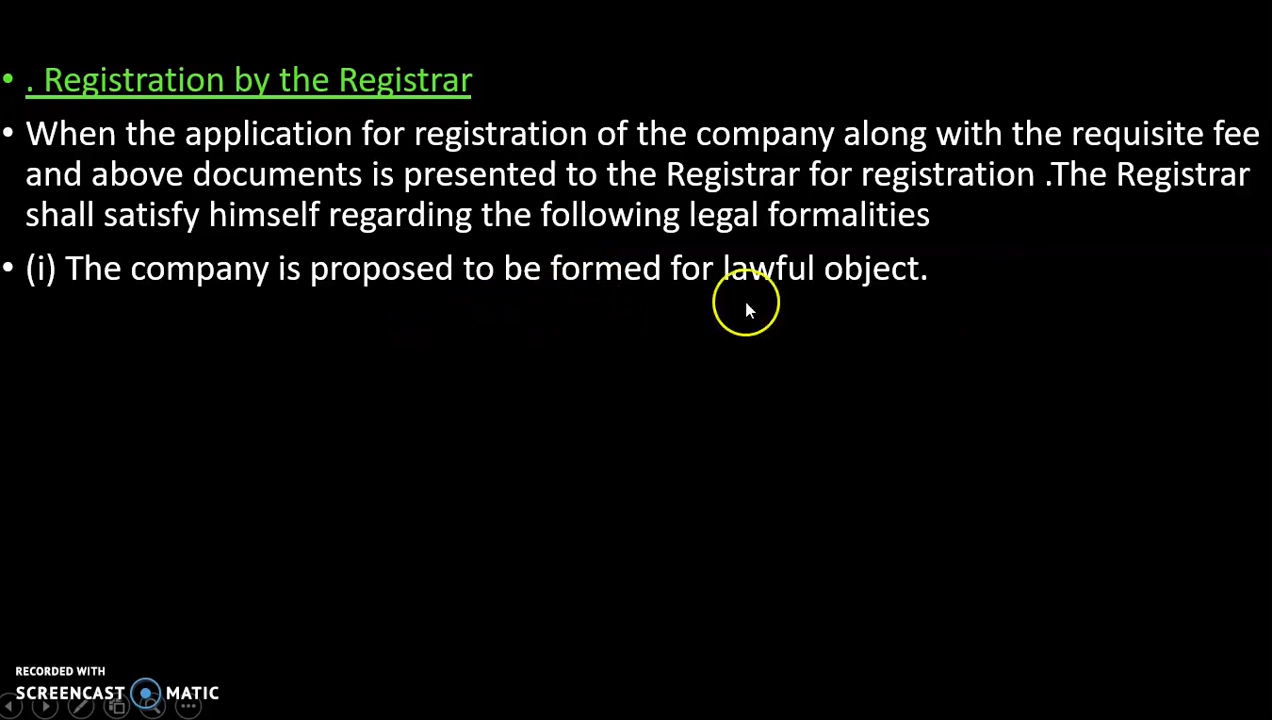 • . Registration by the Registrar
• When the application for registration of the company along with the requisite fee
and above documents is presented to the Registrar for registration .The Registrar
shall satisfy himself regarding the following legal formalities
• (i) The company is proposed to be formed for lawful object.
RECORDED WITH
SCREENCAST MATIC